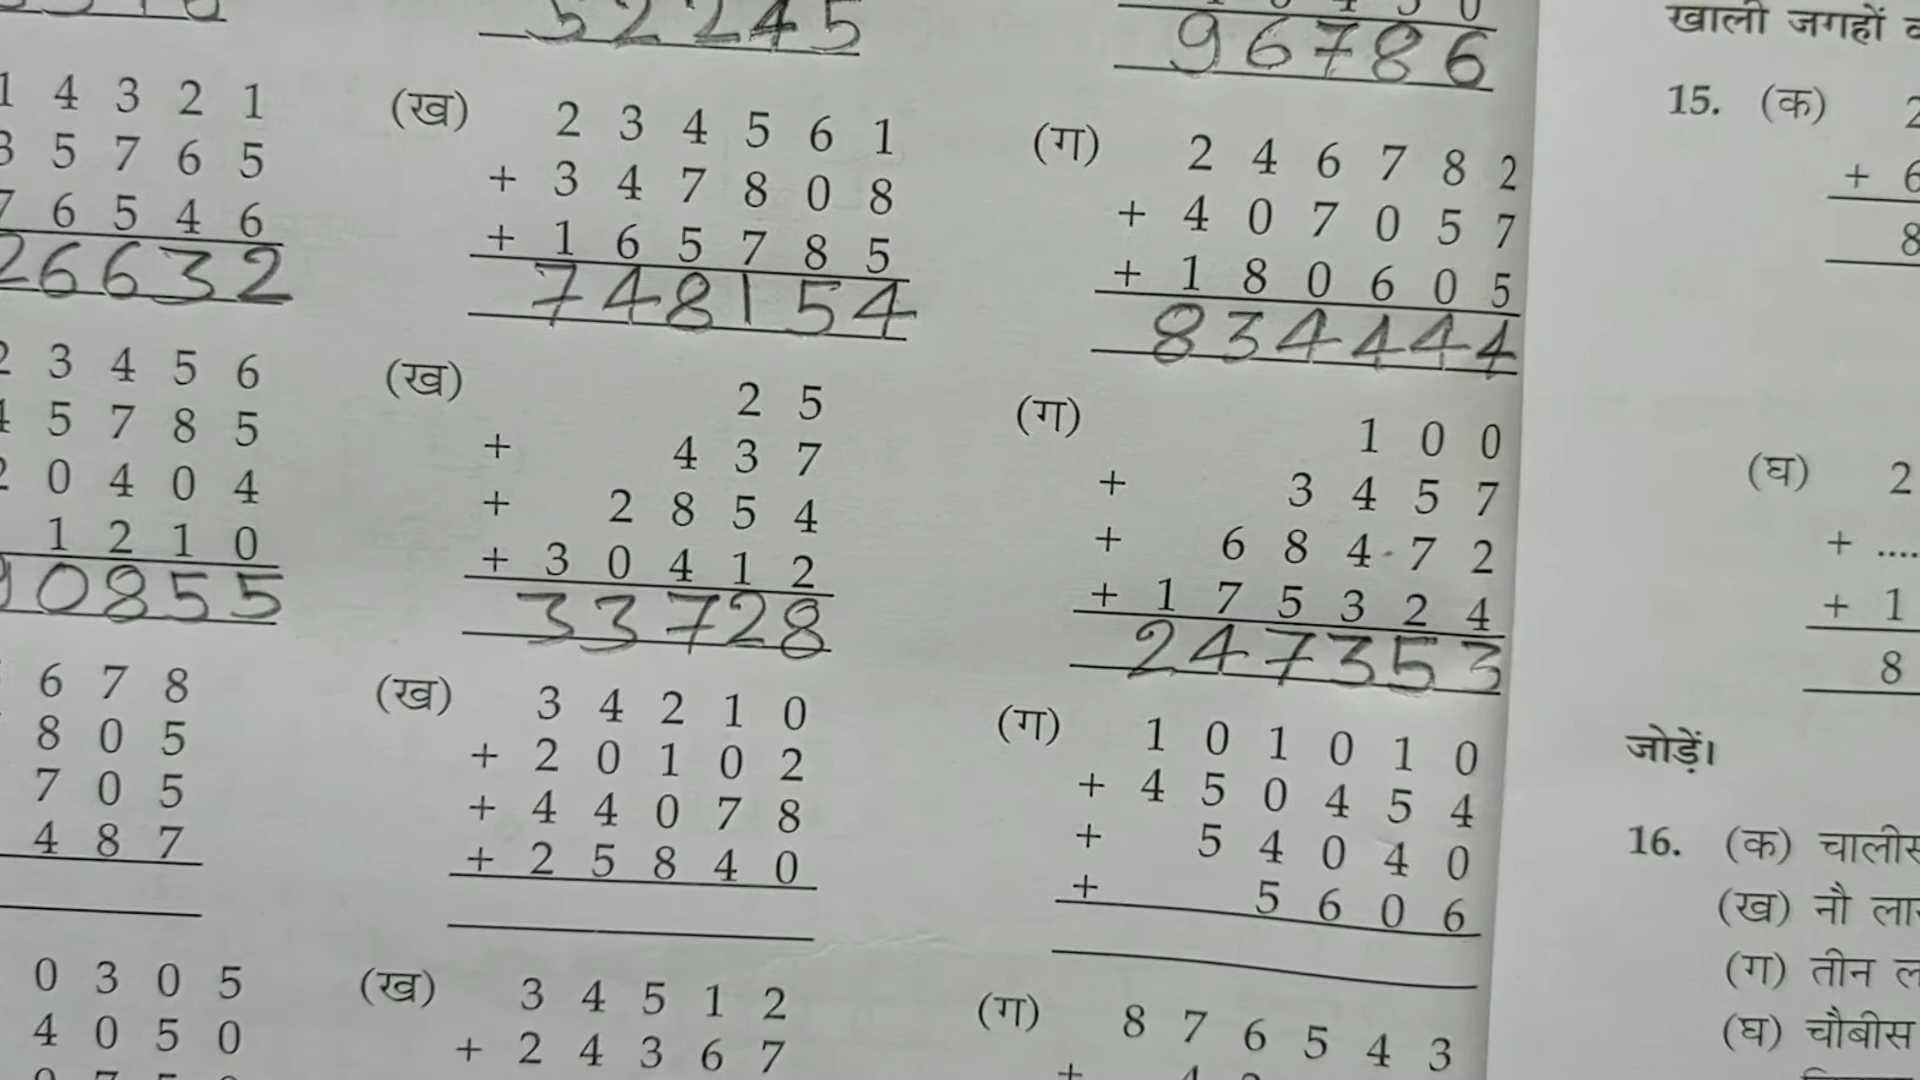 52245
96786
4 3 2 1
5 7 6 5
6 5 4 6
26632
(ख) 2 3 4 5 6 1
+ 3 4 7 8 0 8
+ 1 6 5 7 8 5
748154
(ग) 2 4 6 7 8 2
+ 4 0 7 0 5 7
+ 1 8 0 6 0 5
834444
3 4 5 6
5 7 8 5
0 4 0 4
1 2 1 0
90855
(ख) 2 5
+ 4 3 7
+ 2 8 5 4
+ 3 0 4 1 2
33728
(ग) 1 0 0
+ 3 4 5 7
+ 6 8 4 7 2
+ 1 7 5 3 2 4
247353
6 7 8
8 0 5
7 0 5
4 8 7
(ख) 3 4 2 1 0
+ 2 0 1 0 2
+ 4 4 0 7 8
+ 2 5 8 4 0
(ग) 1 0 1 0 1 0
+ 4 5 0 4 5 4
+ 5 4 0 4 0
+ 5 6 0 6
0 3 0 5
4 0 5 0
(ख) 3 4 5 1 2
+ 2 4 3 6 7
(ग) 8 7 6 5 4 3
+
खाली जगहों
15. (क) 2
+ 6
8
(घ) 2
+ ....
+ 1
8
जोड़ें।
16. (क) चालीस
(ख) नौ
(ग) तीन
(घ) चौबीस